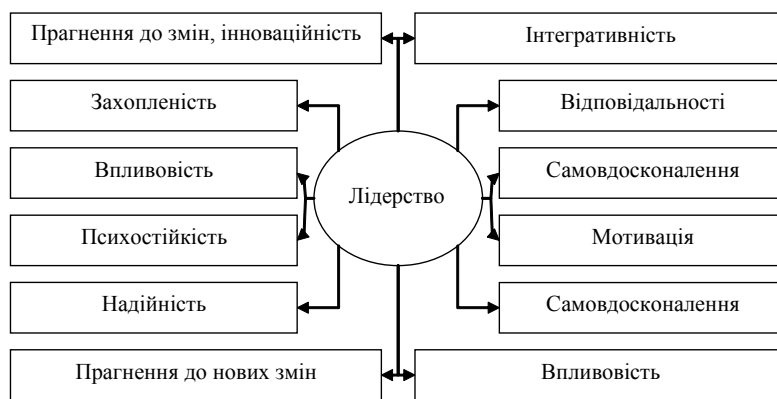 Прагнення до змін, інноваційність
Інтегративність
Захопленість
Відповідальності
Впливовість
Самовдосконалення
Лідерство
Психостійкість
Мотивація
Надійність
Самовдосконалення
Прагнення до нових змін
Впливовість